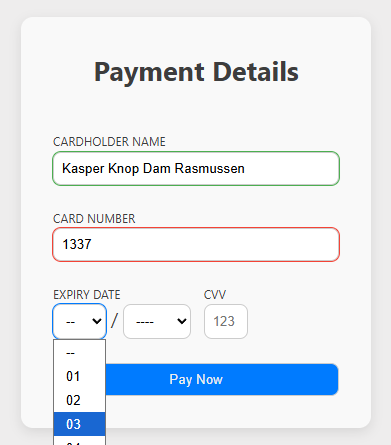 Payment Details
CARDHOLDER NAME
Kasper Knop Dam Rasmussen
CARD NUMBER
1337
EXPIRY DATE CVV
-- / ---- 123
--
01
02
03
Pay Now